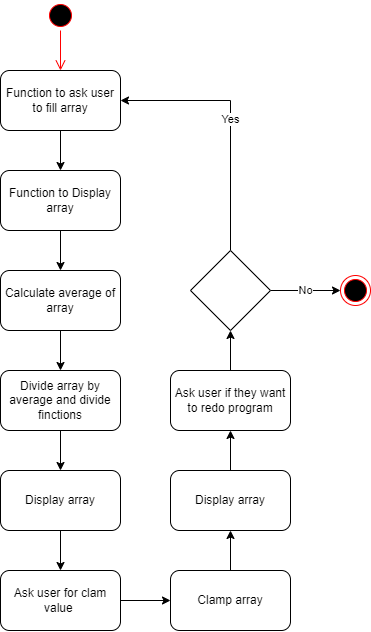 Function to ask user
to fill array
Function to Display
array
Calculate average of
array
Divide array by
average and divide
finctions
Display array
Ask user for clam
value
Clamp array
Display array
Ask user if they want
to redo program
Yes
No